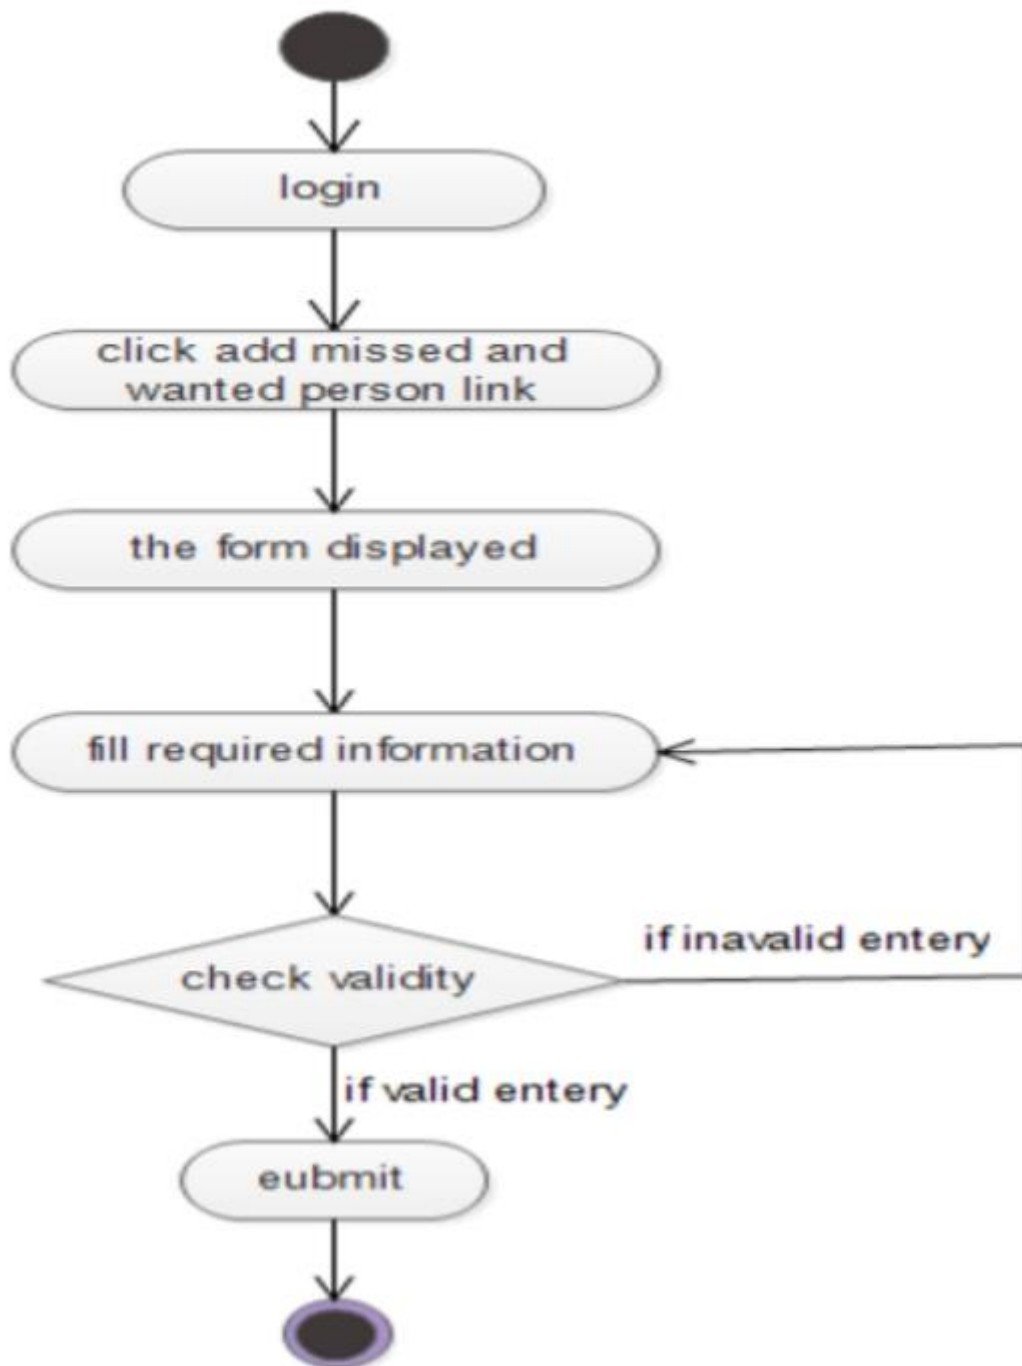 login
click add missed and
wanted person link
the form displayed
fill required information
check validity
if inavalid entery
if valid entery
eubmit